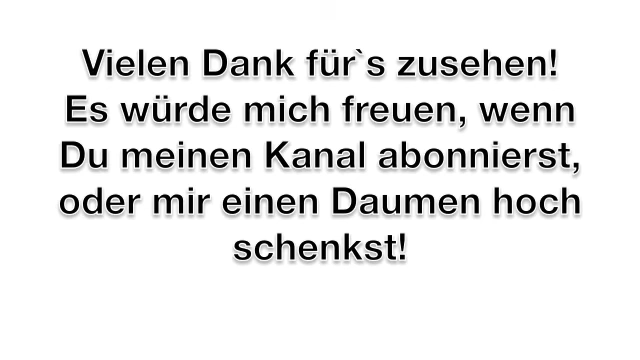 Vielen Dank für`s zusehen!
Es würde mich freuen, wenn
Du meinen Kanal abonnierst,
oder mir einen Daumen hoch
schenkst!